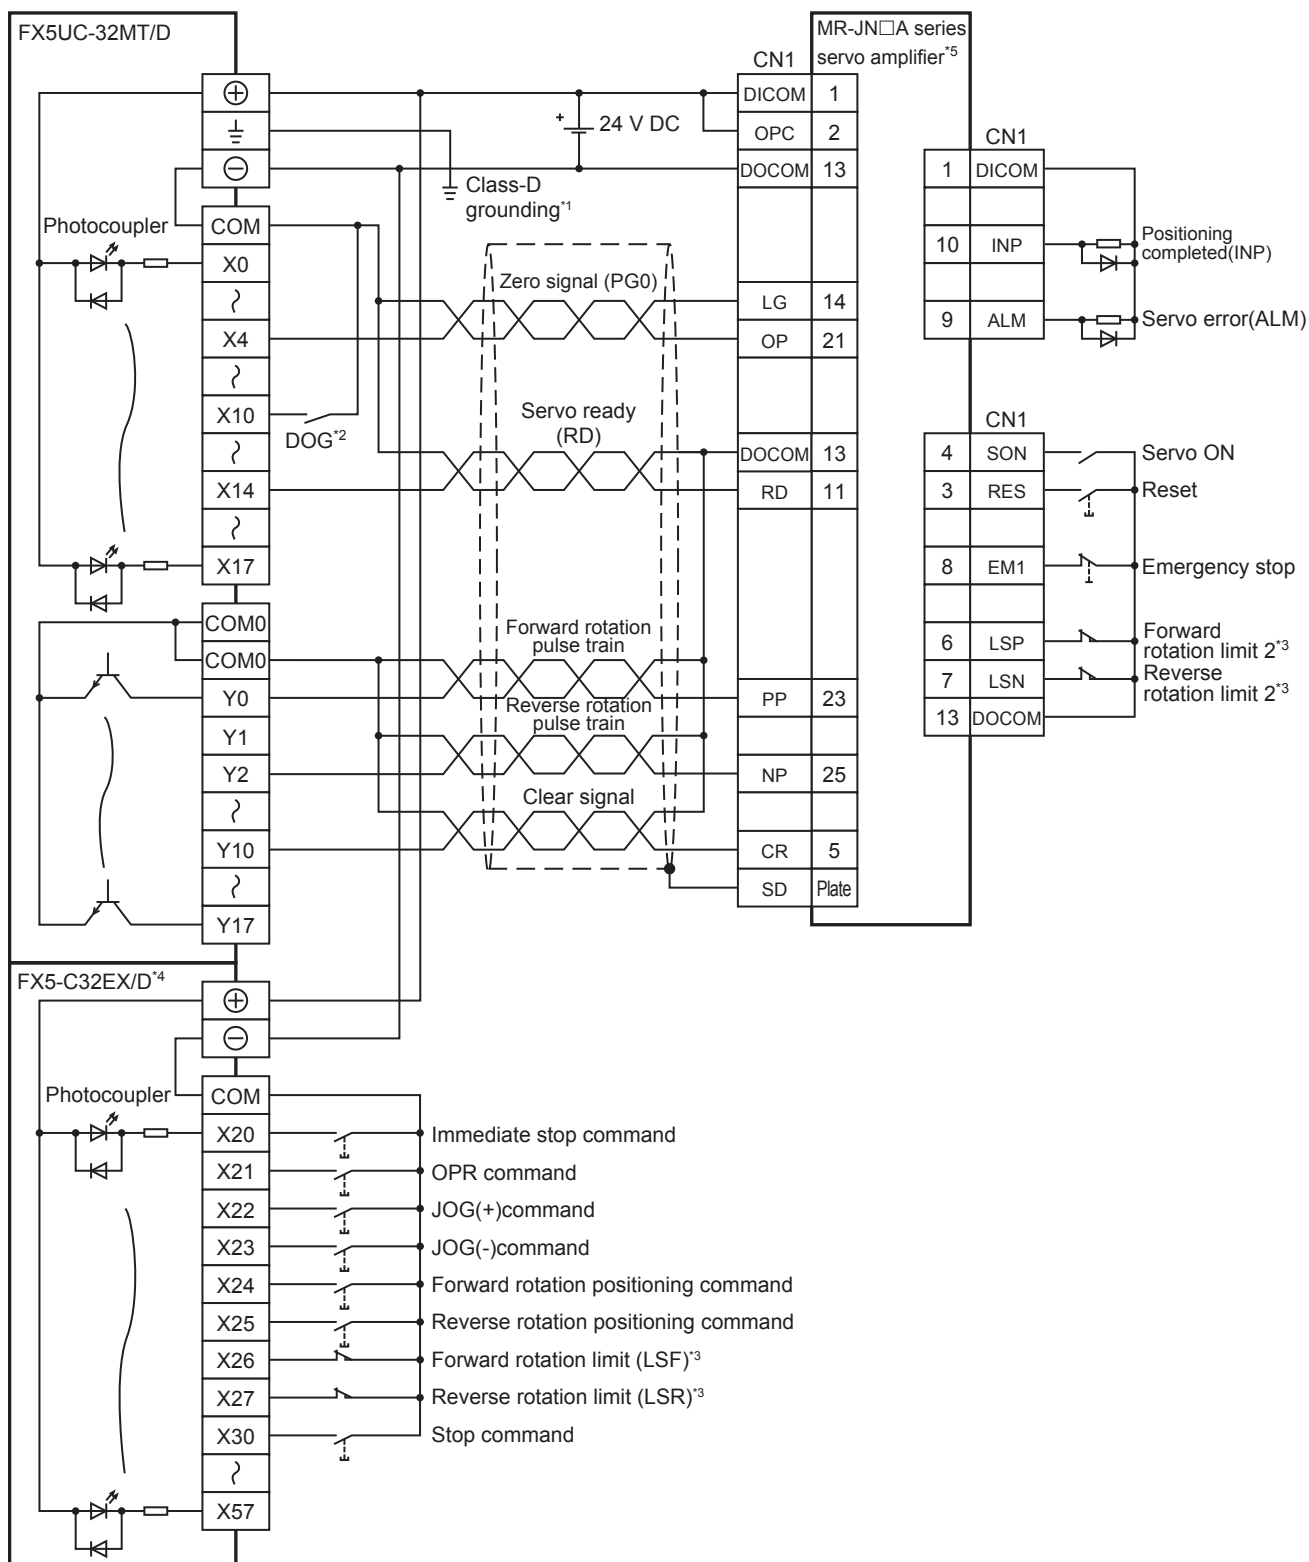 FX5UC-32MT/D
MR-JN□A series
servo amplifier*5
CN1
DICOM 1
24 V DC
OPC 2
DOCOM 13
Class-D
grounding*1
Photocoupler
COM
X0
Zero signal (PG0)
LG 14
X4
OP 21
X10
DOG*2
Servo ready
(RD)
DOCOM 13
X14
RD 11
X17
COM0
COM0
Forward rotation
pulse train
Y0
PP 23
Reverse rotation
pulse train
Y1
Y2
NP 25
Clear signal
Y10
CR 5
SD Plate
Y17
CN1
1 DICOM
10 INP
Positioning
completed(INP)
9 ALM
Servo error(ALM)
CN1
4 SON Servo ON
3 RES Reset
8 EM1 Emergency stop
6 LSP
Forward
rotation limit 2*3
7 LSN
Reverse
rotation limit 2*3
13 DOCOM
FX5-C32EX/D*4
Photocoupler
COM
X20 Immediate stop command
X21 OPR command
X22 JOG(+)command
X23 JOG(-)command
X24 Forward rotation positioning command
X25 Reverse rotation positioning command
X26 Forward rotation limit (LSF)*3
X27 Reverse rotation limit (LSR)*3
X30 Stop command
X57